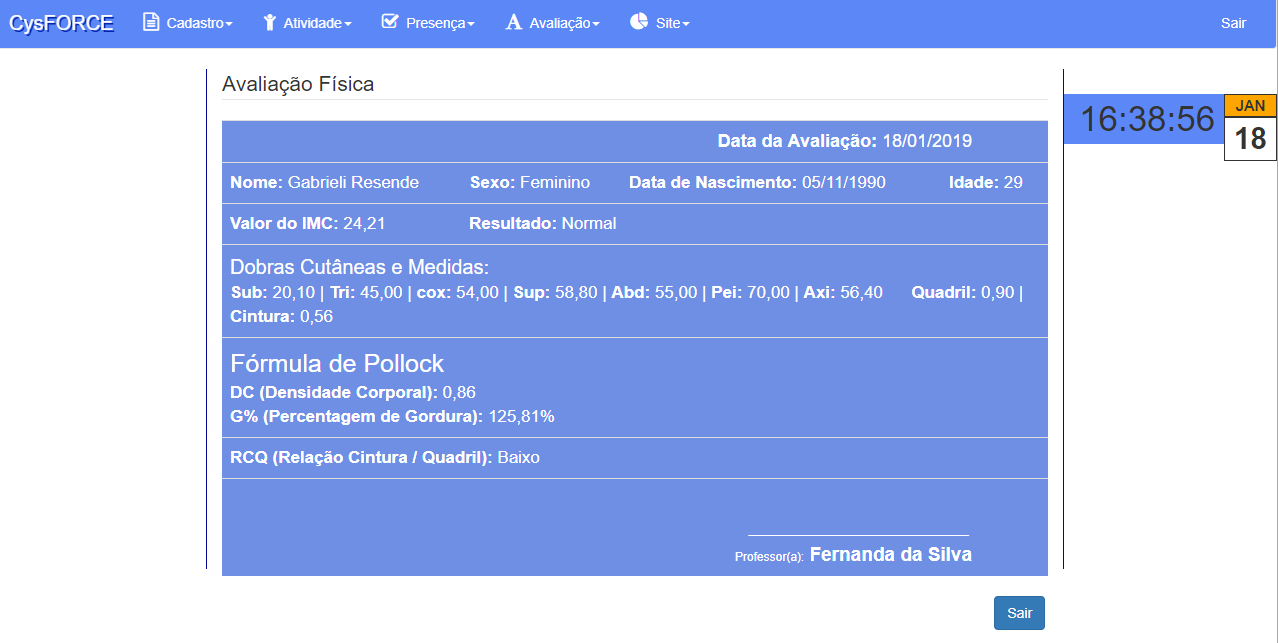 CysFORCE Cadastro Atividade Presença Avaliação Site Sair
Avaliação Física
16:38:56
JAN
18
Data da Avaliação: 18/01/2019
Nome: Gabrieli Resende Sexo: Feminino Data de Nascimento: 05/11/1990 Idade: 29
Valor do IMC: 24,21 Resultado: Normal
Dobras Cutâneas e Medidas:
Sub: 20,10 | Tri: 45,00 | cox: 54,00 | Sup: 58,80 | Abd: 55,00 | Pei: 70,00 | Axi: 56,40 Quadril: 0,90 |
Cintura: 0,56
Fórmula de Pollock
DC (Densidade Corporal): 0,86
G% (Percentagem de Gordura): 125,81%
RCQ (Relação Cintura / Quadril): Baixo
Professor(a): Fernanda da Silva
Sair